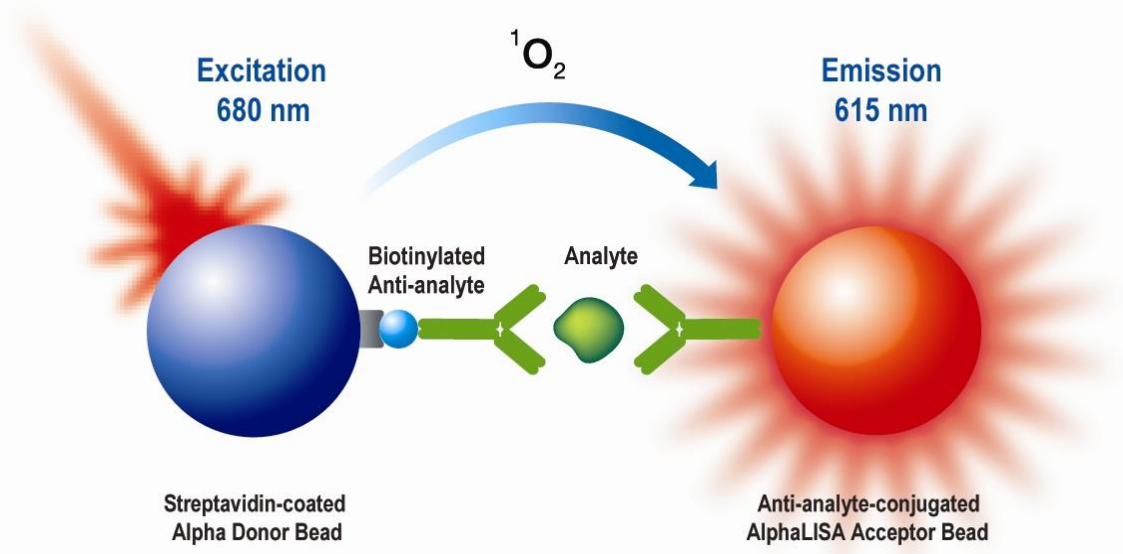 ¹O₂
Excitation
680 nm
Emission
615 nm
Biotinylated
Anti-analyte
Analyte
Streptavidin-coated
Alpha Donor Bead
Anti-analyte-conjugated
AlphaLISA Acceptor Bead